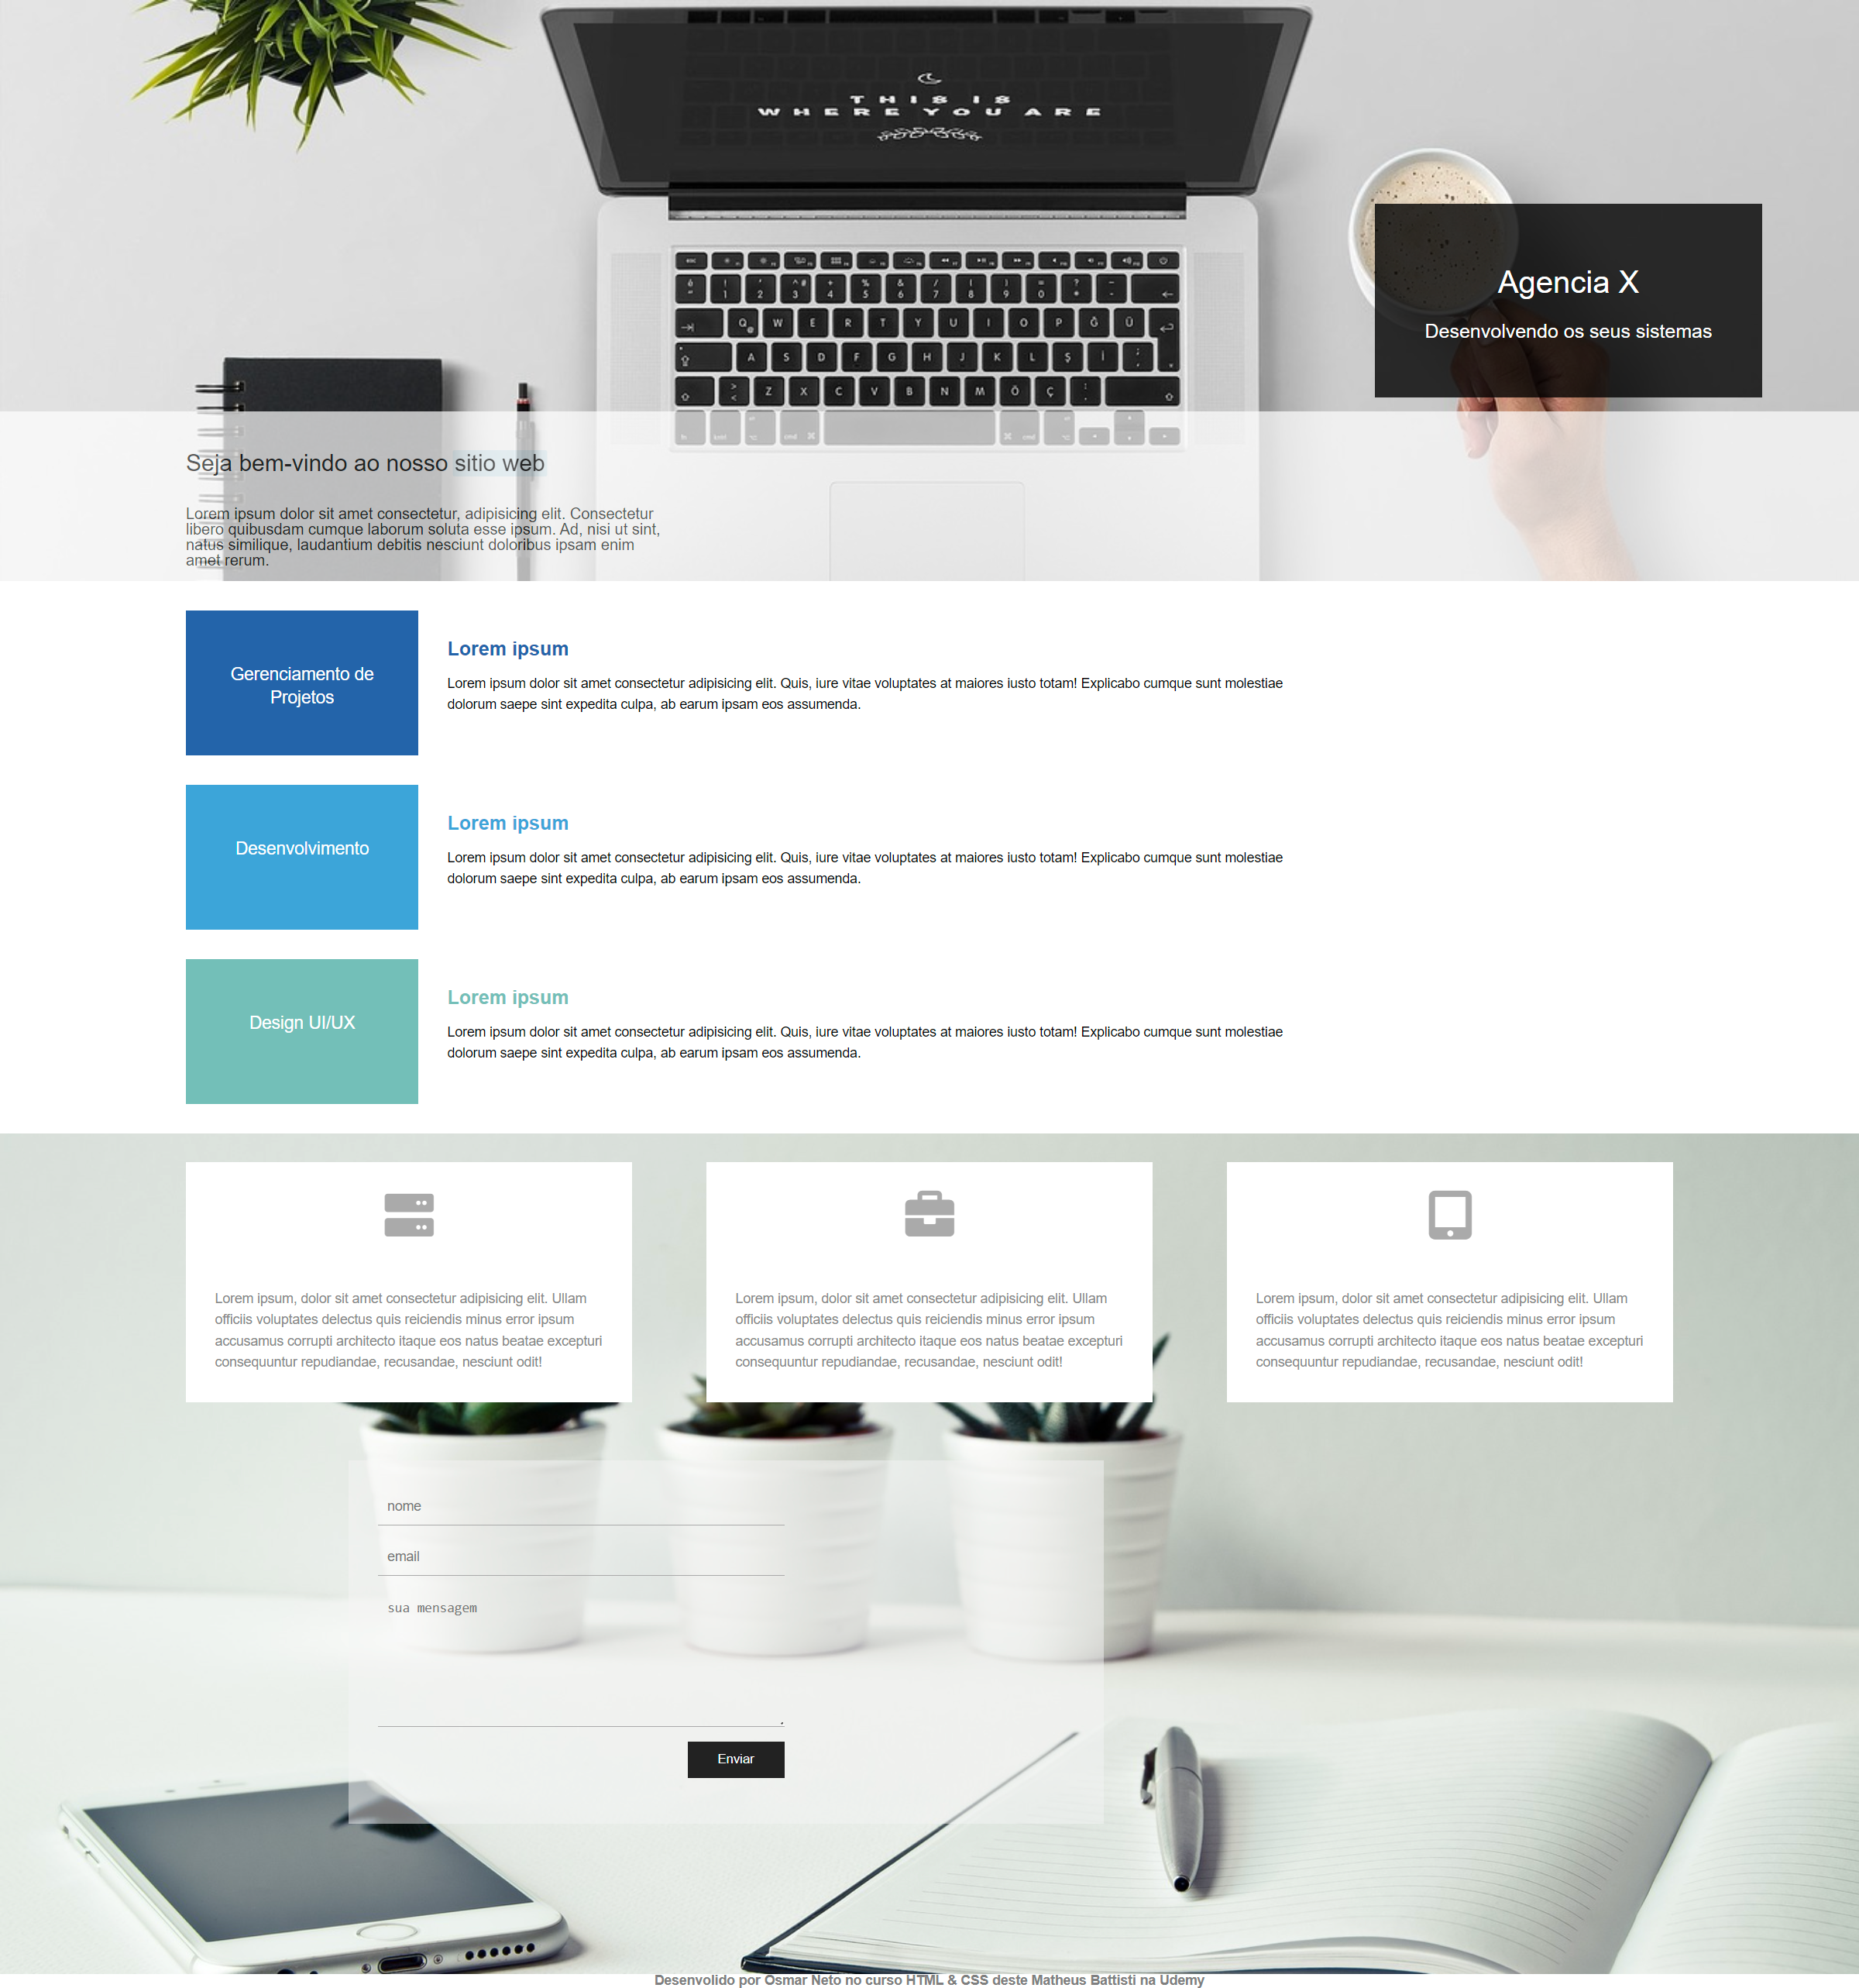 THIS IS
WHERE YOU ARE
esc
Q W E R T Y U I O P Ğ Ü
A S D F G H J K L Ş İ
Z X C V B N M Ö Ç
cmd
cmd
Agencia X
Desenvolvendo os seus sistemas
Seja bem-vindo ao nosso sitio web
Lorem ipsum dolor sit amet consectetur, adipisicing elit. Consectetur
libero quibusdam cumque laborum soluta esse ipsum. Ad, nisi ut sint,
natus similique, laudantium debitis nesciunt doloribus ipsam enim
amet rerum.
Gerenciamento de
Projetos
Lorem ipsum
Lorem ipsum dolor sit amet consectetur adipisicing elit. Quis, iure vitae voluptates at maiores iusto totam! Explicabo cumque sunt molestiae
dolorum saepe sint expedita culpa, ab earum ipsam eos assumenda.
Desenvolvimento
Lorem ipsum
Lorem ipsum dolor sit amet consectetur adipisicing elit. Quis, iure vitae voluptates at maiores iusto totam! Explicabo cumque sunt molestiae
dolorum saepe sint expedita culpa, ab earum ipsam eos assumenda.
Design UI/UX
Lorem ipsum
Lorem ipsum dolor sit amet consectetur adipisicing elit. Quis, iure vitae voluptates at maiores iusto totam! Explicabo cumque sunt molestiae
dolorum saepe sint expedita culpa, ab earum ipsam eos assumenda.
Lorem ipsum, dolor sit amet consectetur adipisicing elit. Ullam
officiis voluptates delectus quis reiciendis minus error ipsum
accusamus corrupti architecto itaque eos natus beatae excepturi
consequuntur repudiandae, recusandae, nesciunt odit!
Lorem ipsum, dolor sit amet consectetur adipisicing elit. Ullam
officiis voluptates delectus quis reiciendis minus error ipsum
accusamus corrupti architecto itaque eos natus beatae excepturi
consequuntur repudiandae, recusandae, nesciunt odit!
Lorem ipsum, dolor sit amet consectetur adipisicing elit. Ullam
officiis voluptates delectus quis reiciendis minus error ipsum
accusamus corrupti architecto itaque eos natus beatae excepturi
consequuntur repudiandae, recusandae, nesciunt odit!
nome
email
sua mensagem
Enviar
Desenvolido por Osmar Neto no curso HTML & CSS deste Matheus Battisti na Udemy